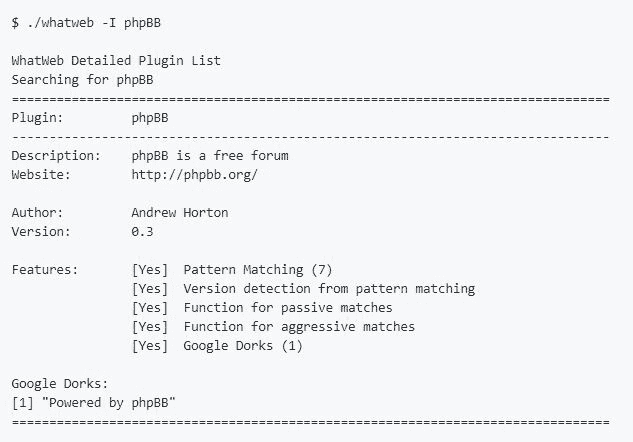 $ ./whatweb -I phpBB
WhatWeb Detailed Plugin List
Searching for phpBB
================================================================================
Plugin:         phpBB
--------------------------------------------------------------------------------
Description:    phpBB is a free forum
Website:        http://phpbb.org/
Author:         Andrew Horton
Version:        0.3
Features:       [Yes]  Pattern Matching (7)
                [Yes]  Version detection from pattern matching
                [Yes]  Function for passive matches
                [Yes]  Function for aggressive matches
                [Yes]  Google Dorks (1)
Google Dorks:
[1] "Powered by phpBB"
================================================================================